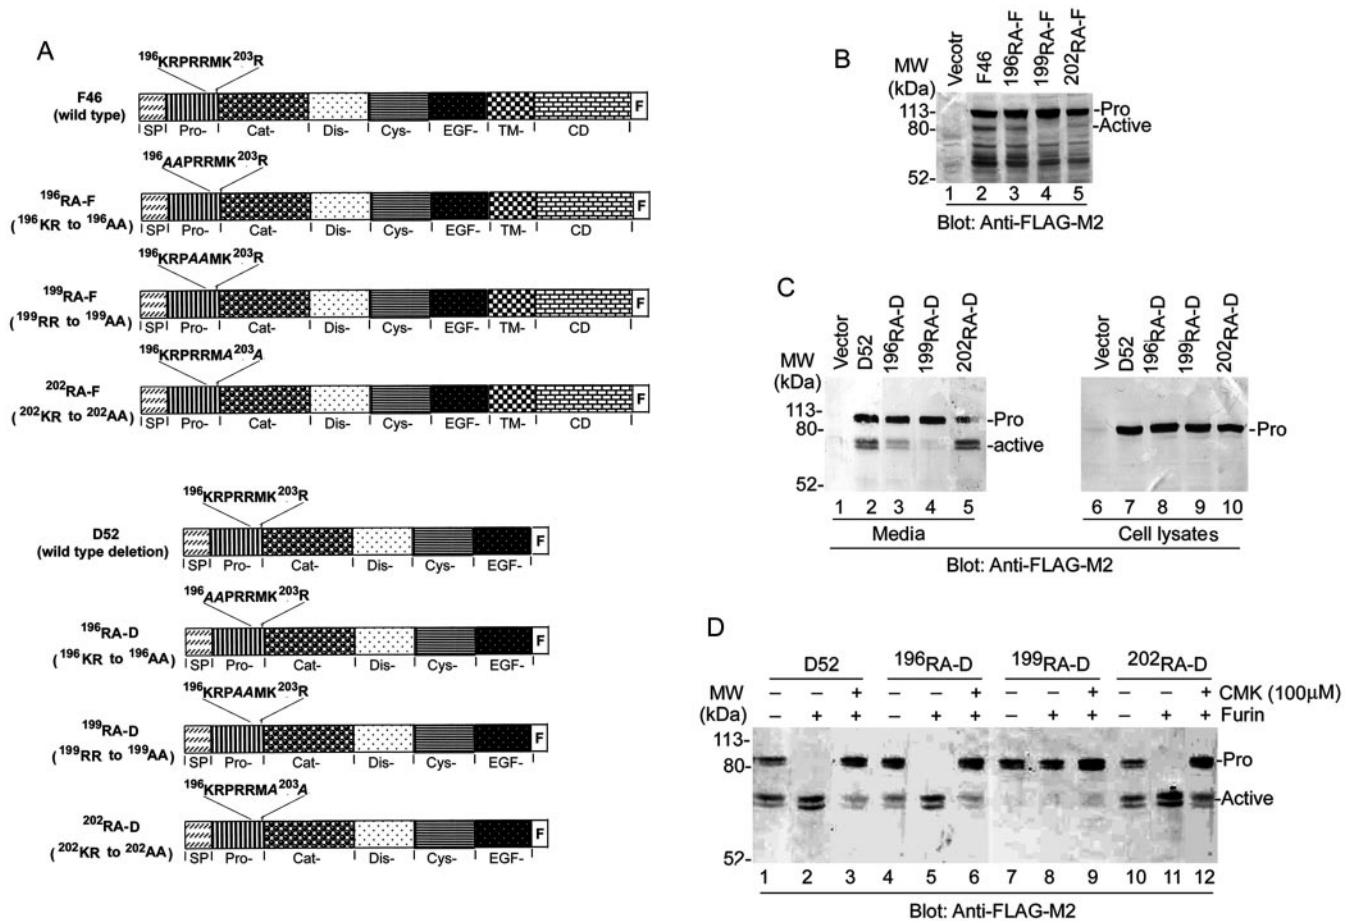 A
196KRPRRMK203R
F46
(wild type)
F
SP Pro- Cat- Dis- Cys- EGF- TM- CD
196AAPRRMK203R
196RA-F
(196KR to 196AA)
F
SP Pro- Cat- Dis- Cys- EGF- TM- CD
196KRPAAMK203R
199RA-F
(199RR to 199AA)
F
SP Pro- Cat- Dis- Cys- EGF- TM- CD
196KRPRRMA203A
202RA-F
(202KR to 202AA)
F
SP Pro- Cat- Dis- Cys- EGF- TM- CD
196KRPRRMK203R
D52
(wild type deletion)
F
SP Pro- Cat- Dis- Cys- EGF-
196AAPRRMK203R
196RA-D
(196KR to 196AA)
F
SP Pro- Cat- Dis- Cys- EGF-
196KRPAAMK203R
199RA-D
(199RR to 199AA)
F
SP Pro- Cat- Dis- Cys- EGF-
196KRPRRMA203A
202RA-D
(202KR to 202AA)
F
SP Pro- Cat- Dis- Cys- EGF-
B
MW
(kDa)
Vecotr
F46
196RA-F
199RA-F
202RA-F
113-
80-
52-
-Pro
-Active
1 2 3 4 5
Blot: Anti-FLAG-M2
C
MW
(kDa)
Vector
D52
196RA-D
199RA-D
202RA-D
113-
80-
52-
-Pro
-active
1 2 3 4 5
Media
Vector
D52
196RA-D
199RA-D
202RA-D
-Pro
6 7 8 9 10
Cell lysates
Blot: Anti-FLAG-M2
D
D52 196RA-D 199RA-D 202RA-D
MW
(kDa)
– – + – – + – – + – – + CMK (100μM)
– + + – + + – + + – + + Furin
113-
80-
52-
-Pro
-Active
1 2 3 4 5 6 7 8 9 10 11 12
Blot: Anti-FLAG-M2